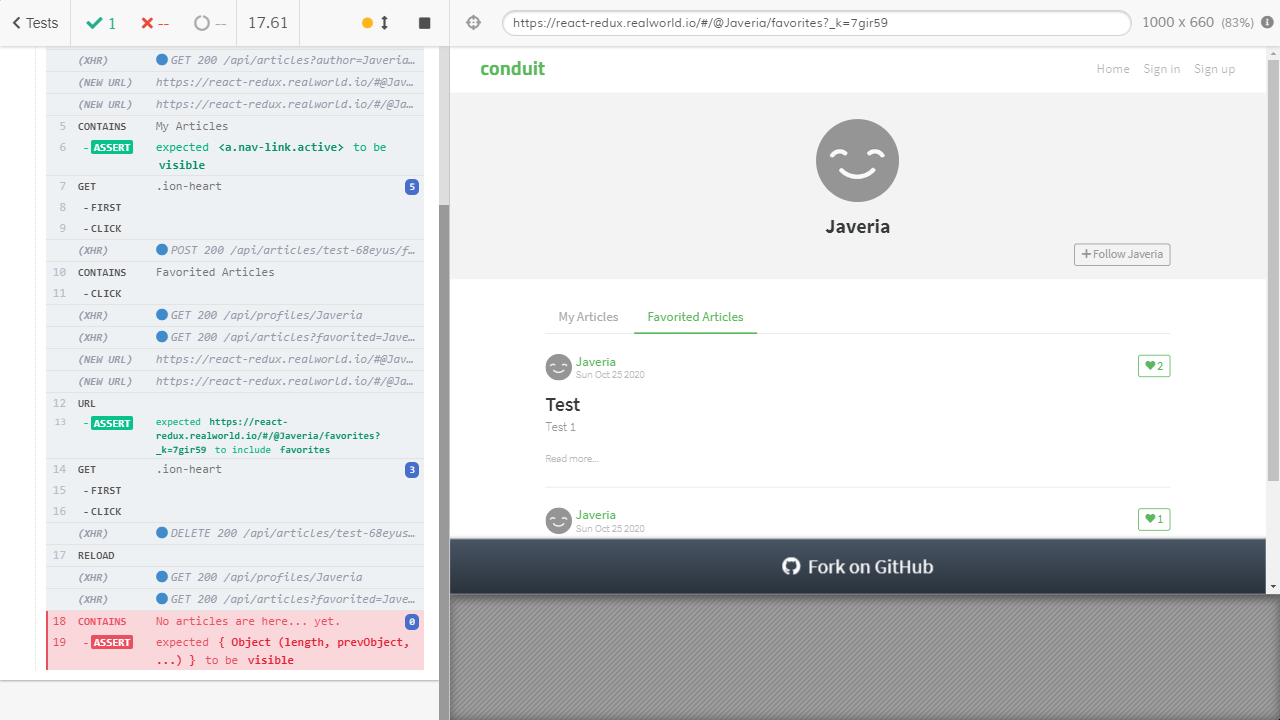 Tests 1 -- -- 17.61
(XHR) GET 200 /api/articles?author=Javeria…
(NEW URL) https://react-redux.realworld.io/#@Jav…
(NEW URL) https://react-redux.realworld.io/#/@Ja…
5 CONTAINS My Articles
6 -ASSERT expected <a.nav-link.active> to be
visible
7 GET .ion-heart 5
8 -FIRST
9 -CLICK
(XHR) POST 200 /api/articles/test-68eyus/f…
10 CONTAINS Favorited Articles
11 -CLICK
(XHR) GET 200 /api/profiles/Javeria
(XHR) GET 200 /api/articles?favorited=Jave…
(NEW URL) https://react-redux.realworld.io/#@Jav…
(NEW URL) https://react-redux.realworld.io/#/@Ja…
12 URL
13 -ASSERT expected https://react-
redux.realworld.io/#/@Javeria/favorites?
_k=7gir59 to include favorites
14 GET .ion-heart 3
15 -FIRST
16 -CLICK
(XHR) DELETE 200 /api/articles/test-68eyus…
17 RELOAD
(XHR) GET 200 /api/profiles/Javeria
(XHR) GET 200 /api/articles?favorited=Jave…
18 CONTAINS No articles are here... yet. 0
19 -ASSERT expected { Object (length, prevObject,
...) } to be visible
https://react-redux.realworld.io/#/@Javeria/favorites?_k=7gir59 1000 x 660 (83%)
conduit Home Sign in Sign up
Javeria
Follow Javeria
My Articles Favorited Articles
Javeria 2
Sun Oct 25 2020
Test
Test 1
Read more...
Javeria 1
Sun Oct 25 2020
Fork on GitHub